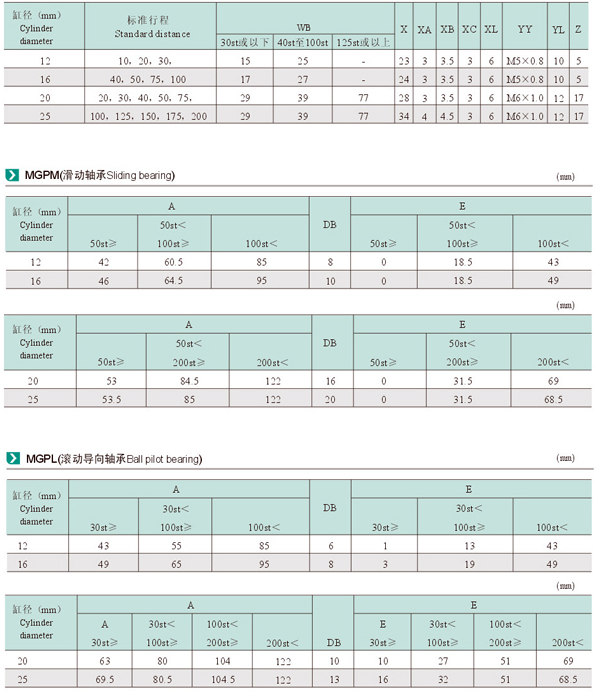 缸径 (mm) Cylinder diameter 标准行程 Standard distance WB X XA XB XC XL YY YL Z
30st或以下 40st至100st 125st或以上
12 10，20，30， 15 25 - 23 3 3.5 3 6 M5×0.8 10 5
16 40，50，75，100 17 27 - 24 3 3.5 3 6 M5×0.8 10 5
20 20，30，40，50，75， 29 39 77 28 3 3.5 3 6 M6×1.0 12 17
25 100，125，150，175，200 29 39 77 34 4 4.5 3 6 M6×1.0 12 17
MGPM(滑动轴承Sliding bearing) (mm)
缸径 (mm) Cylinder diameter A DB E
50st≥ 50st< 100st≥ 100st< 50st≥ 50st< 100st≥ 100st<
12 42 60.5 85 8 0 18.5 43
16 46 64.5 95 10 0 18.5 49
(mm)
缸径 (mm) Cylinder diameter A DB E
50st≥ 50st< 200st≥ 200st< 50st≥ 50st< 200st≥ 200st<
20 53 84.5 122 16 0 31.5 69
25 53.5 85 122 20 0 31.5 68.5
MGPL(滚动导向轴承Ball pilot bearing) (mm)
缸径 (mm) Cylinder diameter A DB E
30st≥ 30st< 100st≥ 100st< 30st≥ 30st< 100st≥ 100st<
12 43 55 85 6 1 13 43
16 49 65 95 8 3 19 49
(mm)
缸径 (mm) Cylinder diameter A DB E
A 30st≥ 30st< 100st≥ 100st< 200st≥ 200st< E 30st≥ 30st< 100st≥ 100st< 200st≥ 200st<
20 63 80 104 122 10 10 27 51 69
25 69.5 80.5 104.5 122 13 16 32 51 68.5